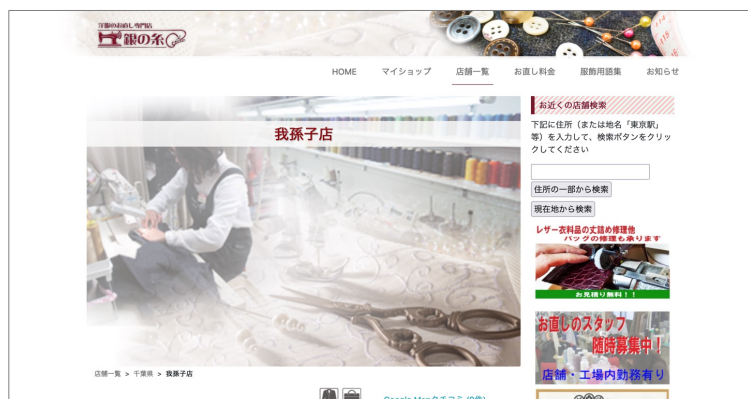 洋服のお直し専門店
銀の糸
HOME
マイショップ
店舗一覧
お直し料金
服飾用語集
お知らせ
我孫子店
お近くの店舗検索
下記に住所(または地名「東京駅」
等)を入力して、検索ボタンをクリッ
クしてください
住所の一部から検索
現在地から検索
レザー衣料品の丈詰め修理他
バッグの修理も承ります
お見積り無料!!
お直しのスタッフ
随時募集中!
店舗・工場内勤務有り
店舗一覧 > 千葉県 > 我孫子店